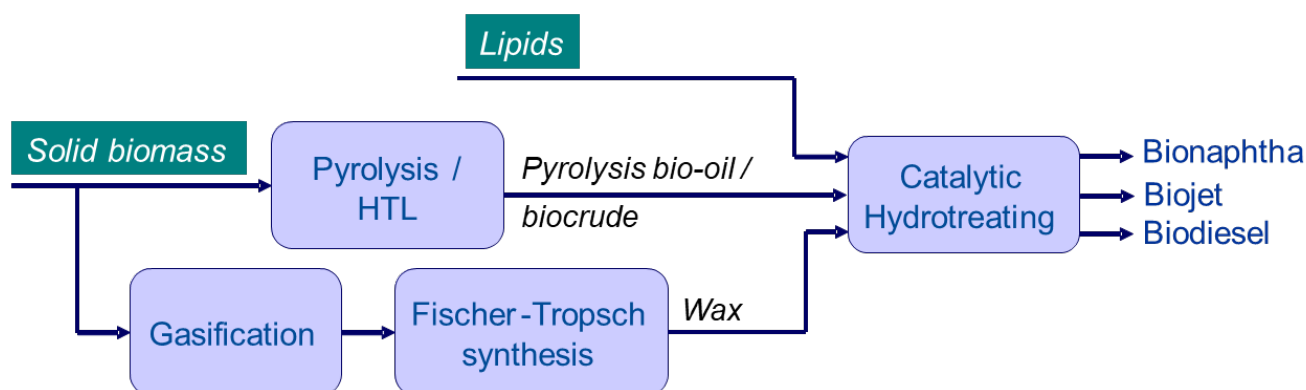 Lipids
Solid biomass
Pyrolysis /
HTL
Pyrolysis bio-oil /
biocrude
Catalytic
Hydrotreating
Bionaphtha
Biojet
Biodiesel
Gasification
Fischer-Tropsch
synthesis
Wax